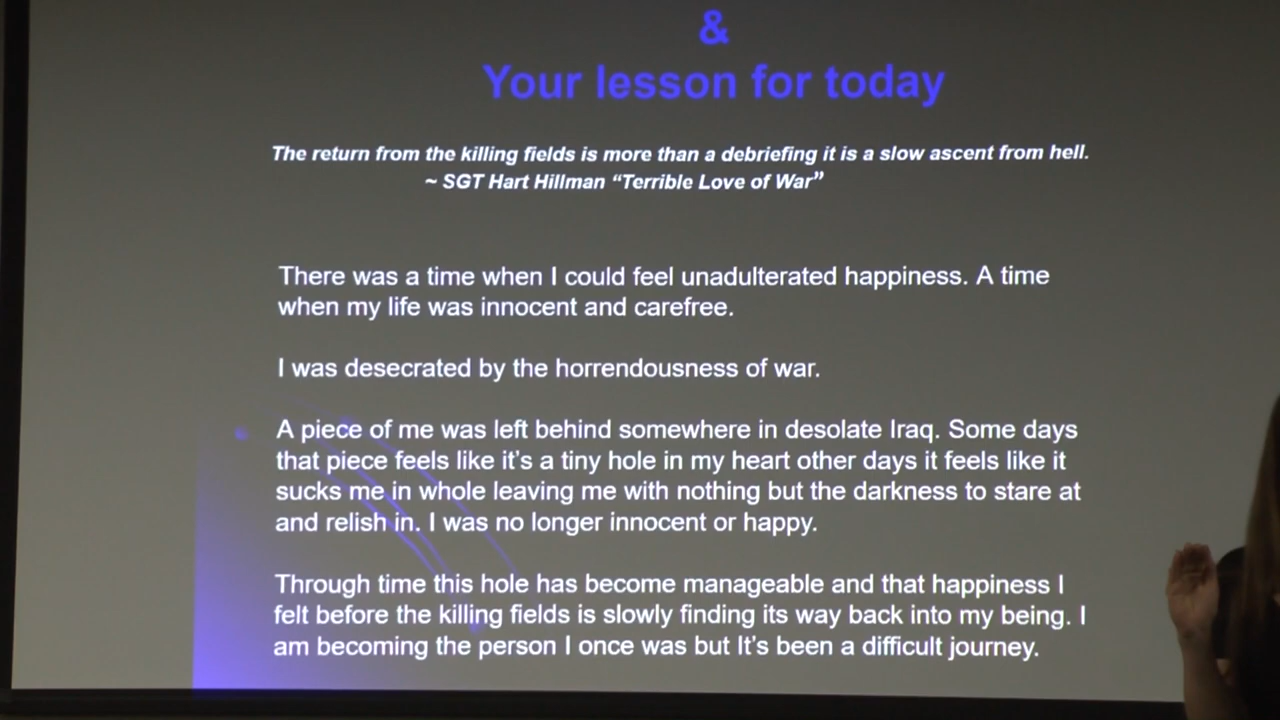 &
Your lesson for today
The return from the killing fields is more than a debriefing it is a slow ascent from hell.
~ SGT Hart Hillman “Terrible Love of War”
There was a time when I could feel unadulterated happiness. A time
when my life was innocent and carefree.
I was desecrated by the horrendousness of war.
A piece of me was left behind somewhere in desolate Iraq. Some days
that piece feels like it’s a tiny hole in my heart other days it feels like it
sucks me in whole leaving me with nothing but the darkness to stare at
and relish in. I was no longer innocent or happy.
Through time this hole has become manageable and that happiness I
felt before the killing fields is slowly finding its way back into my being. I
am becoming the person I once was but It’s been a difficult journey.